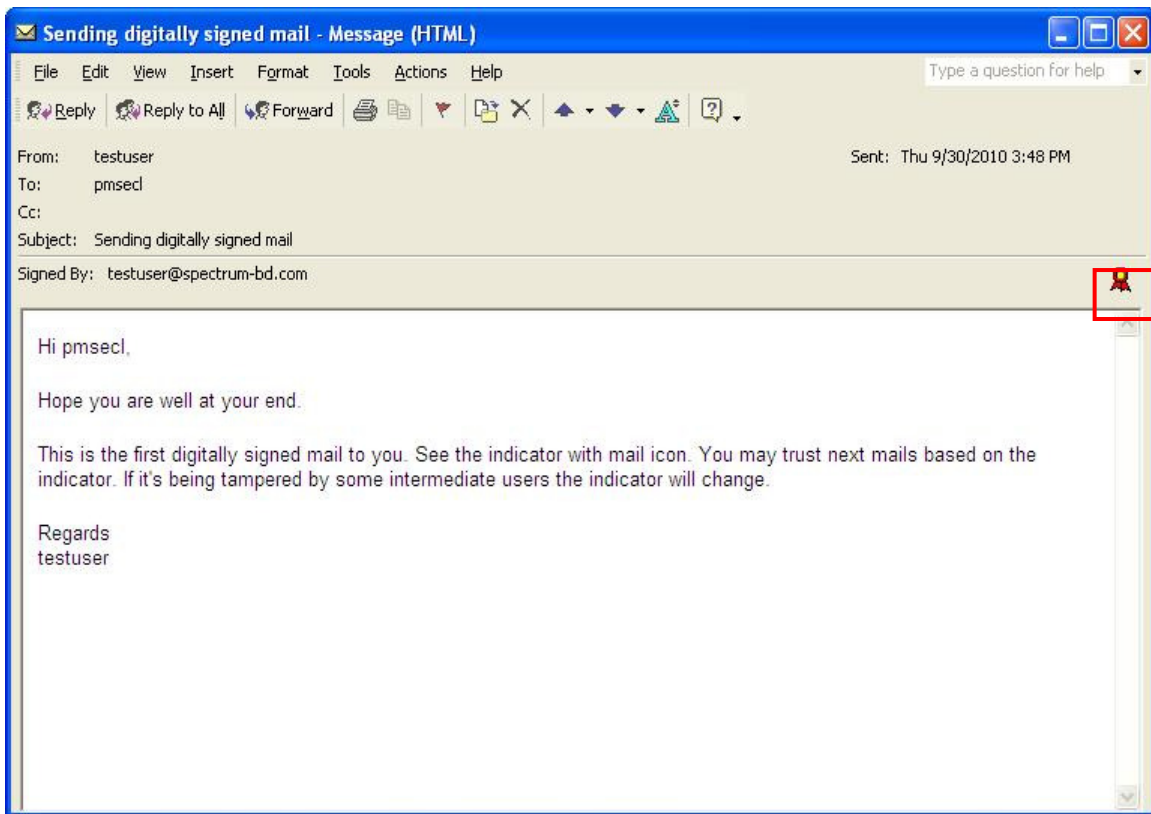 Sending digitally signed mail - Message (HTML)
File Edit View Insert Format Tools Actions Help Type a question for help
Reply Reply to All Forward
From: testuser Sent: Thu 9/30/2010 3:48 PM
To: pmsecl
Cc:
Subject: Sending digitally signed mail
Signed By: testuser@spectrum-bd.com
Hi pmsecl,
Hope you are well at your end.
This is the first digitally signed mail to you. See the indicator with mail icon. You may trust next mails based on the
indicator. If it's being tampered by some intermediate users the indicator will change.
Regards
testuser